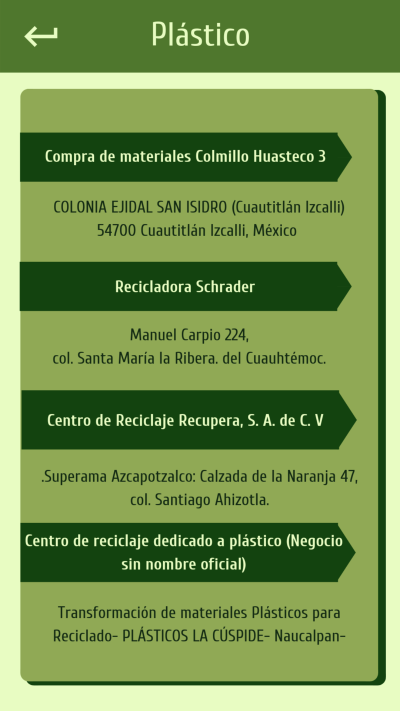 Plástico
Compra de materiales Colmillo Huasteco 3
COLONIA EJIDAL SAN ISIDRO (Cuautitlán Izcalli)
54700 Cuautitlán Izcalli, México
Recicladora Schrader
Manuel Carpio 224,
col. Santa María la Ribera. del Cuauhtémoc.
Centro de Reciclaje Recupera, S. A. de C. V
.Superama Azcapotzalco: Calzada de la Naranja 47,
col. Santiago Ahizotla.
Centro de reciclaje dedicado a plástico (Negocio
sin nombre oficial)
Transformación de materiales Plásticos para
Reciclado- PLÁSTICOS LA CÚSPIDE- Naucalpan-